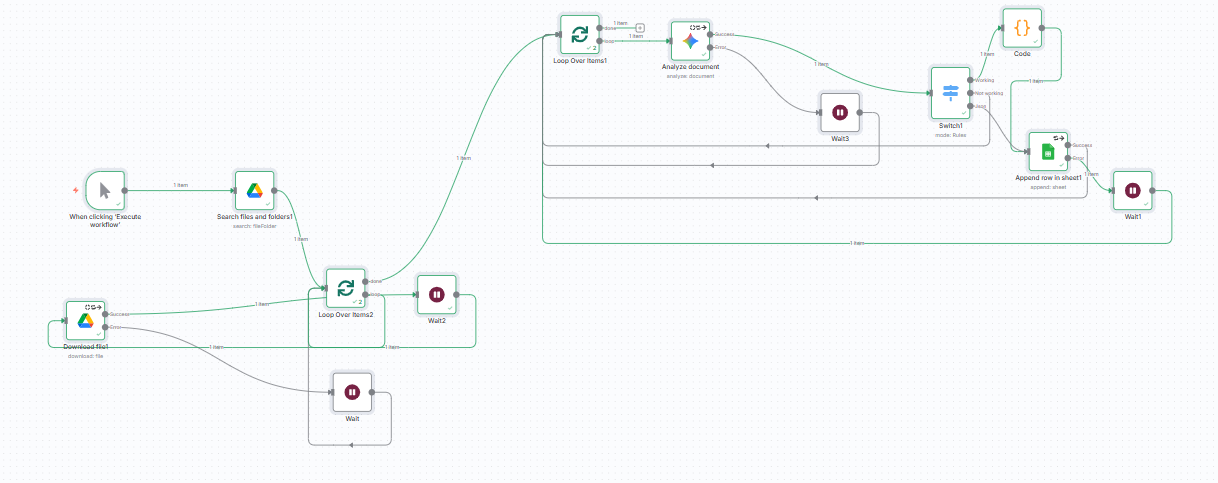 1 item
done
loop
2
Loop Over Items1
1 item
Success
Error
Analyze document
analyze: document
1 item
Wait3
Working
Not working
Jobs
Switch1
mode: Rules
1 item
Code
1 item
Success
Error
Append row in sheet1
append: sheet
1 item
Wait1
1 item
1 item
When clicking 'Execute
workflow'
1 item
Search files and folders1
search: fileFolder
1 item
done
loop
2
Loop Over Items2
Wait2
1 item
Success
Error
Download file1
download: file
1 item
1 item
Wait